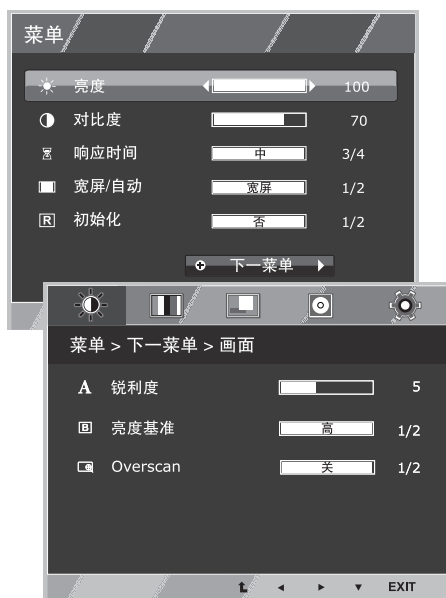 菜单
亮度 100
对比度 70
响应时间 中 3/4
宽屏/自动 宽屏 1/2
R 初始化 否 1/2
下一菜单
菜单 > 下一菜单 > 画面
A 锐利度 5
B 亮度基准 高 1/2
Overscan 关 1/2
EXIT